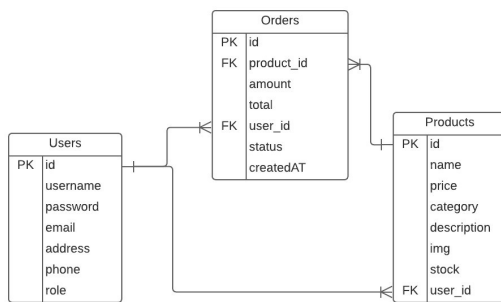 Orders
PK id
FK product_id
amount
total
FK user_id
status
createdAT
Users
PK id
username
password
email
address
phone
role
Products
PK id
name
price
category
description
img
stock
FK user_id